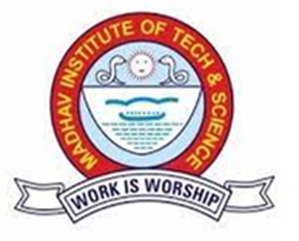 MADHAV INSTITUTE OF TECH & SCIENCE
WORK IS WORSHIP